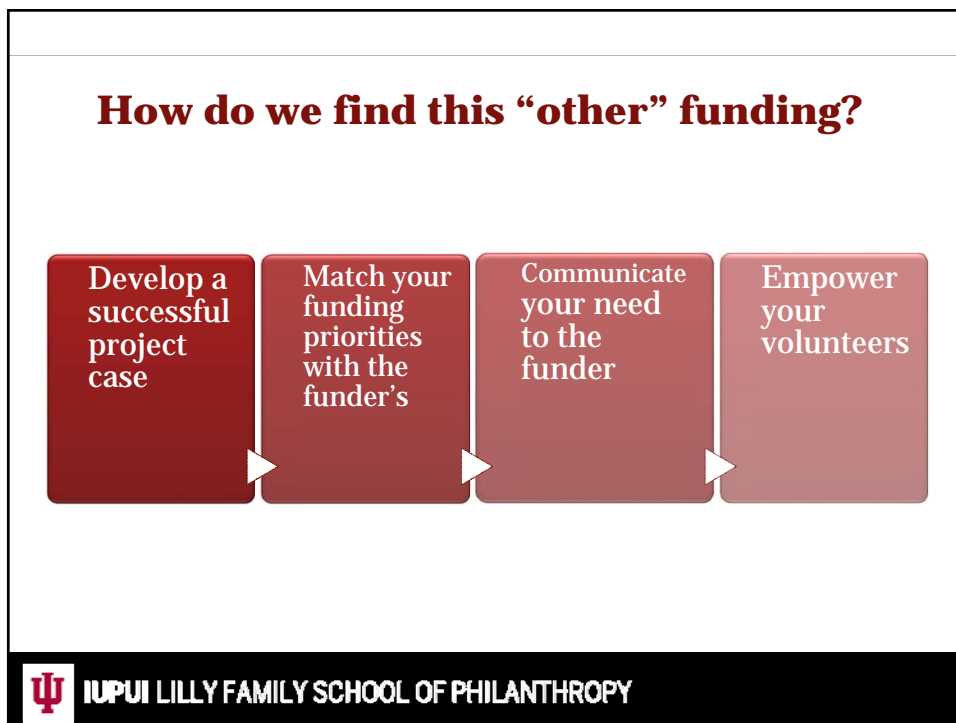 How do we find this “other” funding?
Develop a
successful
project
case
Match your
funding
priorities
with the
funder’s
Communicate
your need
to the
funder
Empower
your
volunteers
IUPUI LILLY FAMILY SCHOOL OF PHILANTHROPY